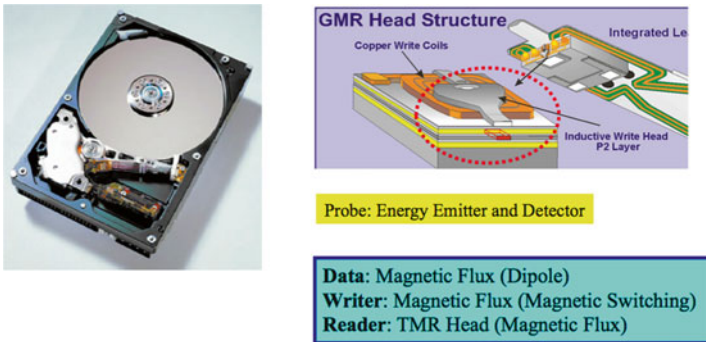 GMR Head Structure
Copper Write Coils
Integrated Le
Inductive Write Head
P2 Layer
Probe: Energy Emitter and Detector
Data: Magnetic Flux (Dipole)
Writer: Magnetic Flux (Magnetic Switching)
Reader: TMR Head (Magnetic Flux)